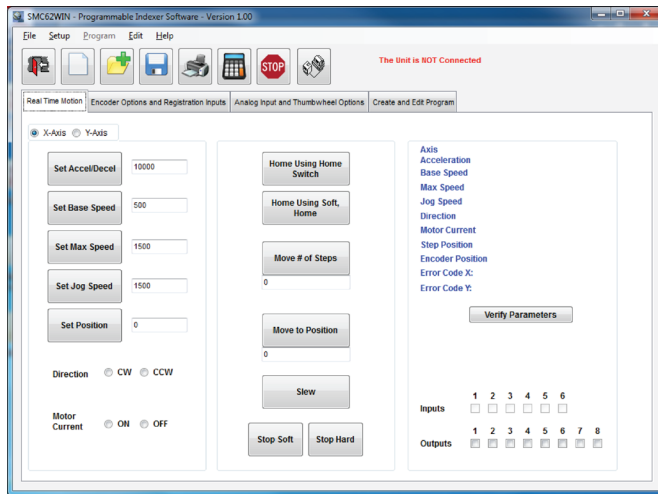 SMC62WIN - Programmable Indexer Software - Version 1.00
File Setup Program Edit Help
STOP
The Unit is NOT Connected
Real Time Motion Encoder Options and Registration Inputs Analog Input and Thumbwheel Options Create and Edit Program
X-Axis Y-Axis
Set Accel/Decel 10000
Set Base Speed 500
Set Max Speed 1500
Set Jog Speed 1500
Set Position 0
Direction CW CCW
Motor
Current ON OFF
Home Using Home
Switch
Home Using Soft,
Home
Move # of Steps
0
Move to Position
0
Slew
Stop Soft Stop Hard
Axis
Acceleration
Base Speed
Max Speed
Jog Speed
Direction
Motor Current
Step Position
Encoder Position
Error Code X:
Error Code Y:
Verify Parameters
1 2 3 4 5 6
Inputs
1 2 3 4 5 6 7 8
Outputs